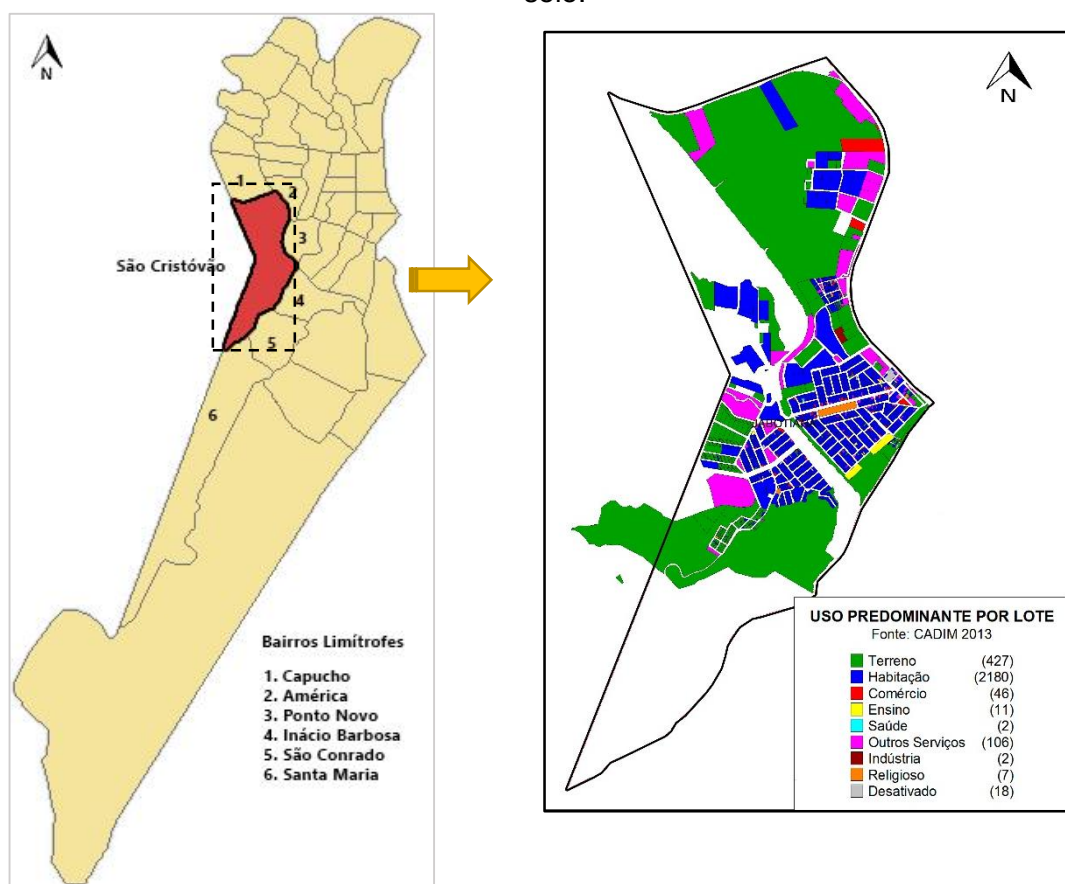 N
1
2
3
São Cristóvão
4
5
6
Bairros Limítrofes
1. Capucho
2. América
3. Ponto Novo
4. Inácio Barbosa
5. São Conrado
6. Santa Maria
N
USO PREDOMINANTE POR LOTE
Fonte: CADIM 2013
Terreno (427)
Habitação (2180)
Comércio (46)
Ensino (11)
Saúde (2)
Outros Serviços (106)
Indústria (2)
Religioso (7)
Desativado (18)